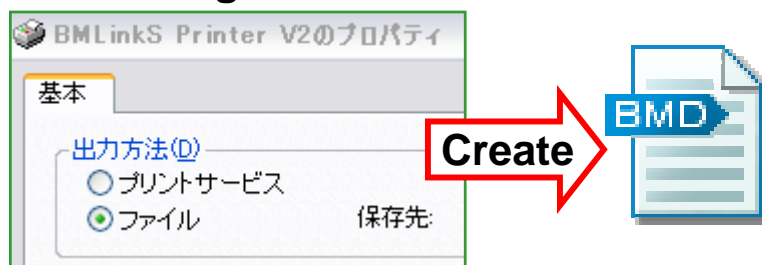 BMLinkS Printer V2のプロパティ
基本
出力方法(D)
プリントサービス
ファイル 保存先:
Create
BMD